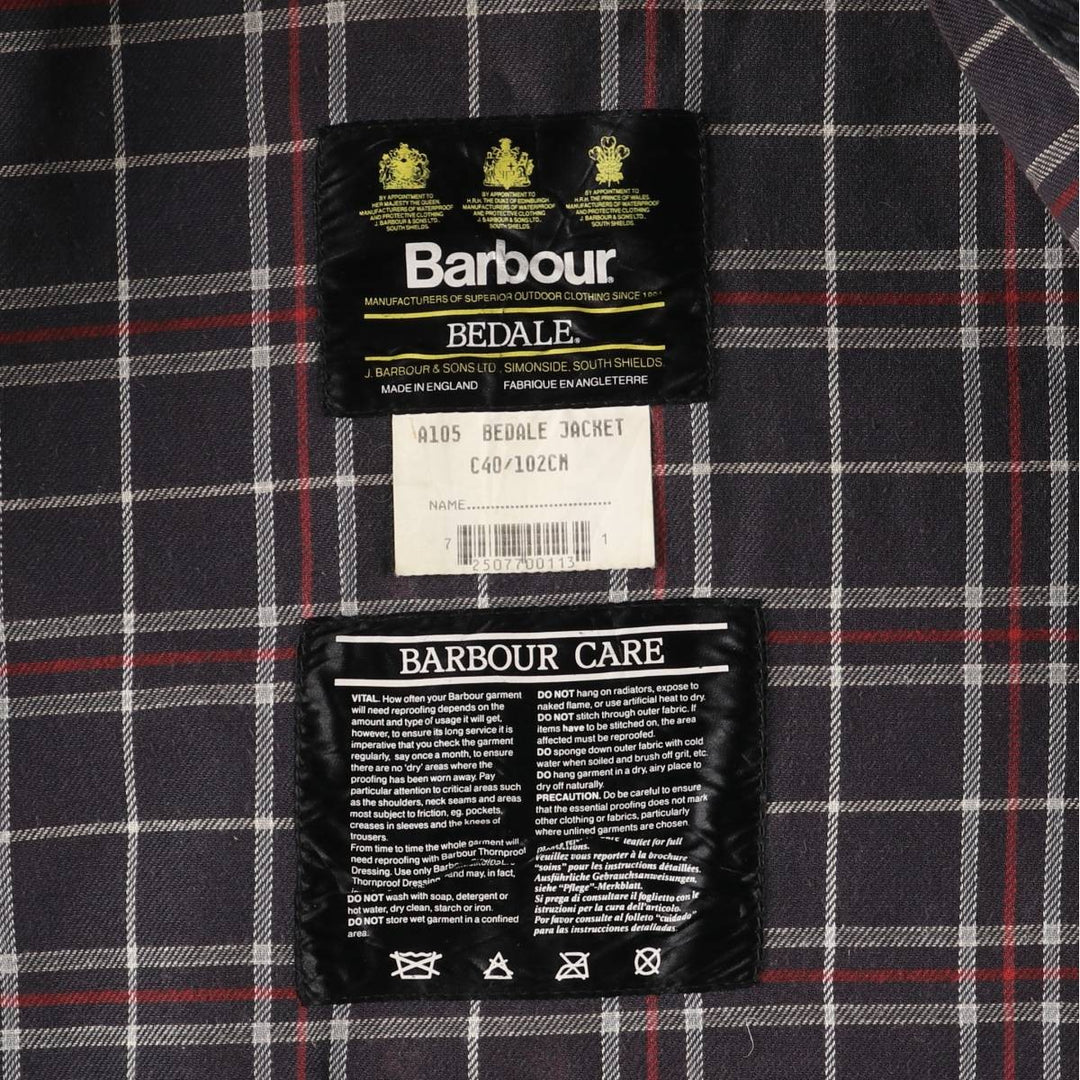 BY APPOINTMENT TO
HER MAJESTY THE QUEEN
MANUFACTURERS OF WATERPROOF
AND PROTECTIVE CLOTHING
J. BARBOUR & SONS LTD.,
SOUTH SHIELDS.
BY APPOINTMENT TO
H.R.H. THE DUKE OF EDINBURGH
MANUFACTURERS OF WATERPROOF
AND PROTECTIVE CLOTHING
J. BARBOUR & SONS LTD.,
SOUTH SHIELDS.
BY APPOINTMENT TO
H.R.H. THE PRINCE OF WALES
MANUFACTURERS OF WATERPROOF
AND PROTECTIVE CLOTHING
J. BARBOUR & SONS LTD.,
SOUTH SHIELDS.
Barbour
MANUFACTURERS OF SUPERIOR OUTDOOR CLOTHING SINCE
BEDALE
J. BARBOUR & SONS LTD., SIMONSIDE, SOUTH SHIELDS.
MADE IN ENGLAND FABRIQUE EN ANGLETERRE
A105 BEDALE JACKET
C40/102CM
NAME..............................
7 250770 0113 1
BARBOUR CARE
VITAL. How often your Barbour garment
will need reproofing depends on the
amount and type of usage it will get,
however, to ensure its long service it is
imperative that you check the garment
regularly, say once a month, to ensure
there are no 'dry' areas where the
proofing has been worn away. Pay
particular attention to critical areas such
as the shoulders, neck seams and areas
most subject to friction, eg. pockets,
creases in sleeves and the knees of
trousers.
From time to time the whole garment will
need reproofing with Barbour Thornproof
Dressing. Use only
Thornproof Dressing and may, in fact,
DO NOT wash with soap, detergent or
hot water, dry clean, starch or iron.
DO NOT store wet garment in a confined
area.
DO NOT hang on radiators, expose to
naked flame, or use artificial heat to dry.
DO NOT stitch through outer fabric. If
items have to be stitched on, the area
affected must be reproofed.
DO sponge down outer fabric with cold
water when soiled and brush off grit, etc.
DO hang garment in a dry, airy place to
dry off naturally.
PRECAUTION. Do be careful to ensure
that the essential proofing does not mark
other clothing or fabrics, particularly
where unlined garments are chosen.
leaflet for full
Veuillez vous reporter à la brochure
"soins" pour les instructions détaillées.
Ausführliche Gebrauchsanweisungen,
siehe "Pflege"-Merkblatt.
Si prega di consultare il foglietto con le
istruzioni per la cura dell'articolo.
Por favor consulte al folleto "cuidado"
para las instrucciones detalladas.